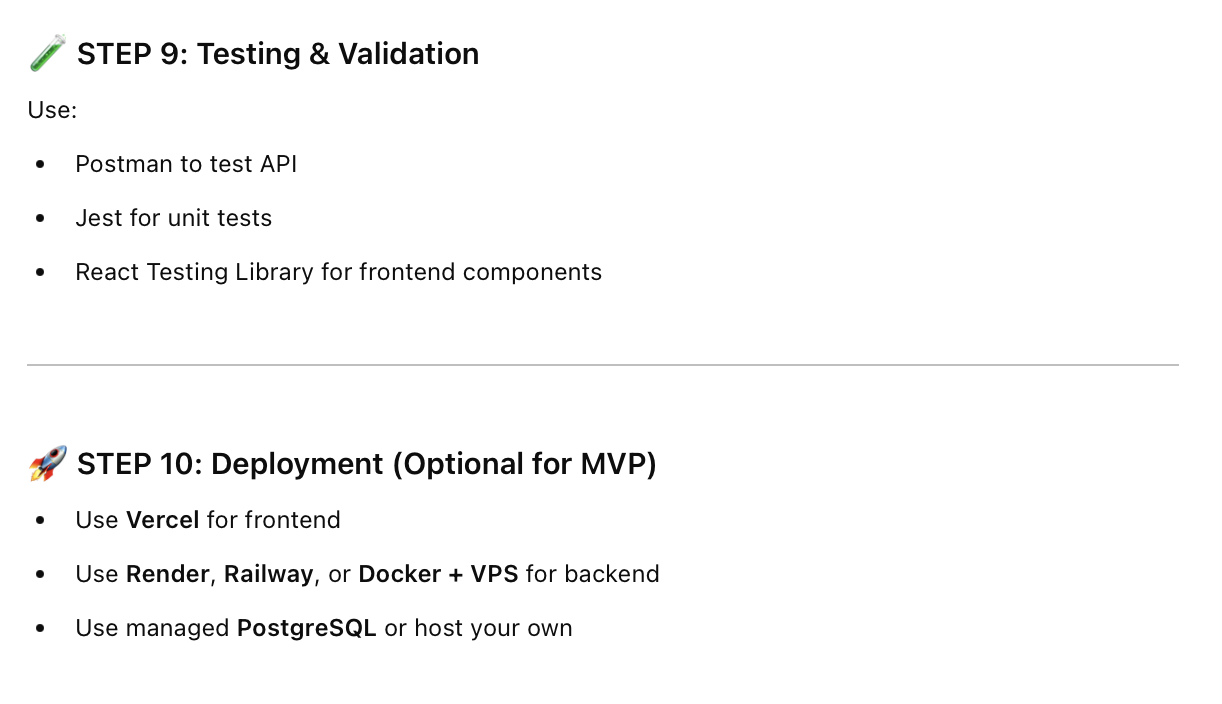 🧪 STEP 9: Testing & Validation
Use:
• Postman to test API
• Jest for unit tests
• React Testing Library for frontend components
🚀 STEP 10: Deployment (Optional for MVP)
• Use Vercel for frontend
• Use Render, Railway, or Docker + VPS for backend
• Use managed PostgreSQL or host your own